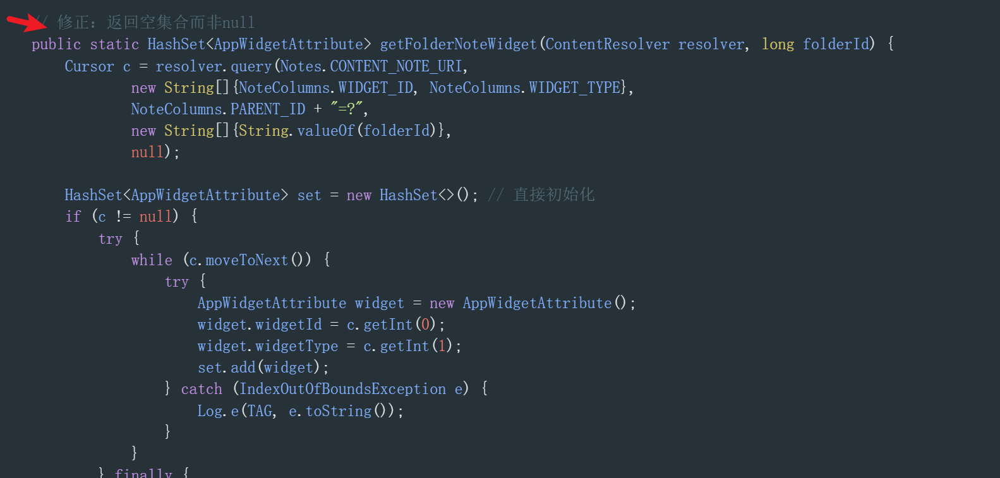 // 修正：返回空集合而非null
public static HashSet<AppWidgetAttribute> getFolderNoteWidget(ContentResolver resolver, long folderId) {
    Cursor c = resolver.query(Notes.CONTENT_NOTE_URI,
            new String[]{NoteColumns.WIDGET_ID, NoteColumns.WIDGET_TYPE},
            NoteColumns.PARENT_ID + "=?",
            new String[]{String.valueOf(folderId)},
            null);

    HashSet<AppWidgetAttribute> set = new HashSet<>(); // 直接初始化
    if (c != null) {
        try {
            while (c.moveToNext()) {
                try {
                    AppWidgetAttribute widget = new AppWidgetAttribute();
                    widget.widgetId = c.getInt(0);
                    widget.widgetType = c.getInt(1);
                    set.add(widget);
                } catch (IndexOutOfBoundsException e) {
                    Log.e(TAG, e.toString());
                }
            }
        } finally {